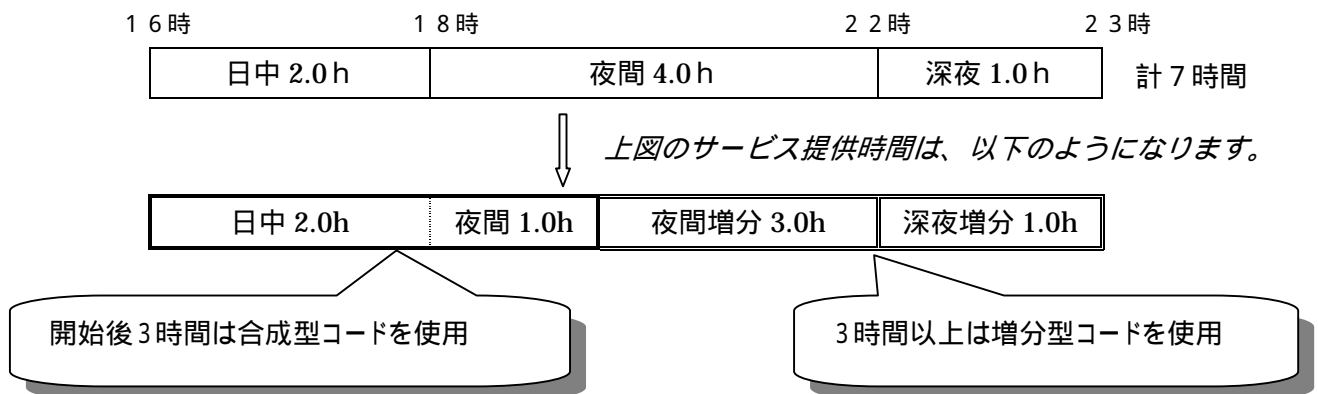 16時 18時 22時 23時
日中 2.0h 夜間 4.0h 深夜 1.0h 計7時間
上図のサービス提供時間は、以下のようになります。
日中 2.0h 夜間 1.0h 夜間増分 3.0h 深夜増分 1.0h
開始後3時間は合成型コードを使用 3時間以上は増分型コードを使用